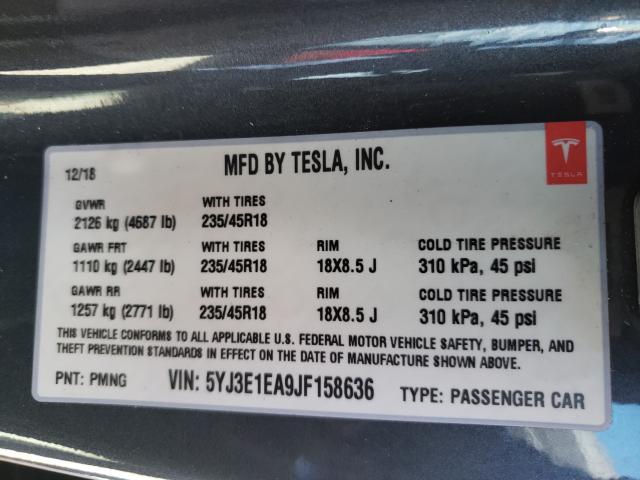 12/18 MFD BY TESLA, INC.
TESLA
GVWR WITH TIRES
2126 kg (4687 lb) 235/45R18
GAWR FRT WITH TIRES RIM COLD TIRE PRESSURE
1110 kg (2447 lb) 235/45R18 18X8.5 J 310 kPa, 45 psi
GAWR RR WITH TIRES RIM COLD TIRE PRESSURE
1257 kg (2771 lb) 235/45R18 18X8.5 J 310 kPa, 45 psi
THIS VEHICLE CONFORMS TO ALL APPLICABLE U.S. FEDERAL MOTOR VEHICLE SAFETY, BUMPER, AND
THEFT PREVENTION STANDARDS IN EFFECT ON THE DATE OF MANUFACTURE SHOWN ABOVE.
PNT: PMNG VIN: 5YJ3E1EA9JF158636 TYPE: PASSENGER CAR